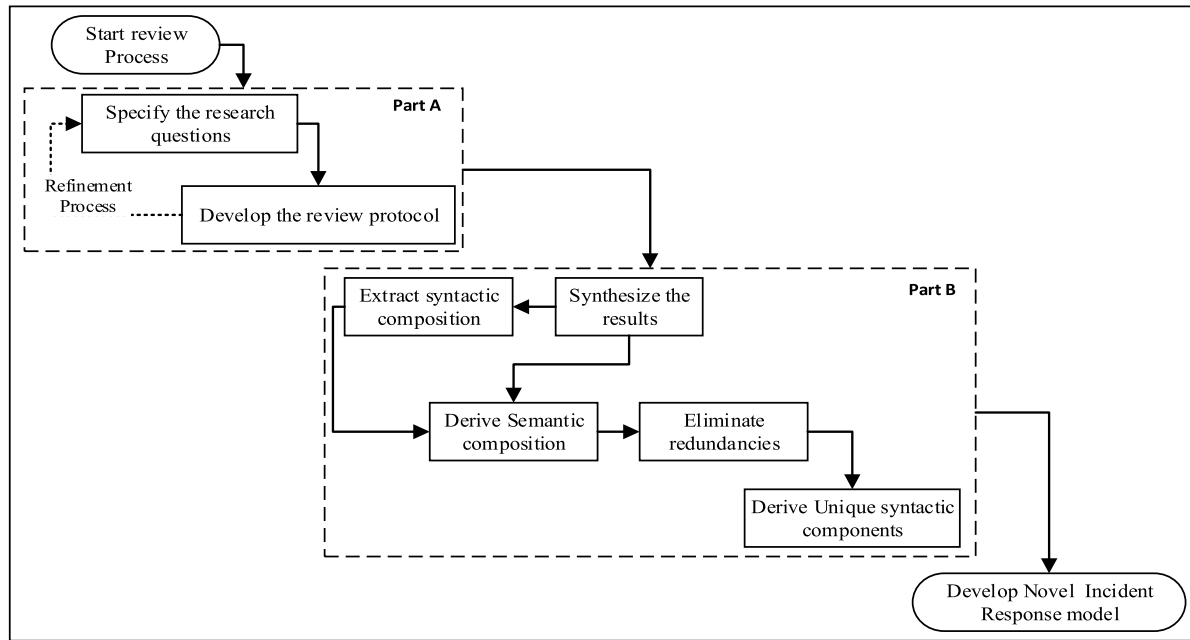 Start review
Process
Part A
Specify the research
questions
Refinement
Process
Develop the review protocol
Part B
Extract syntactic
composition
Synthesize the
results
Derive Semantic
composition
Eliminate
redundancies
Derive Unique syntactic
components
Develop Novel Incident
Response model